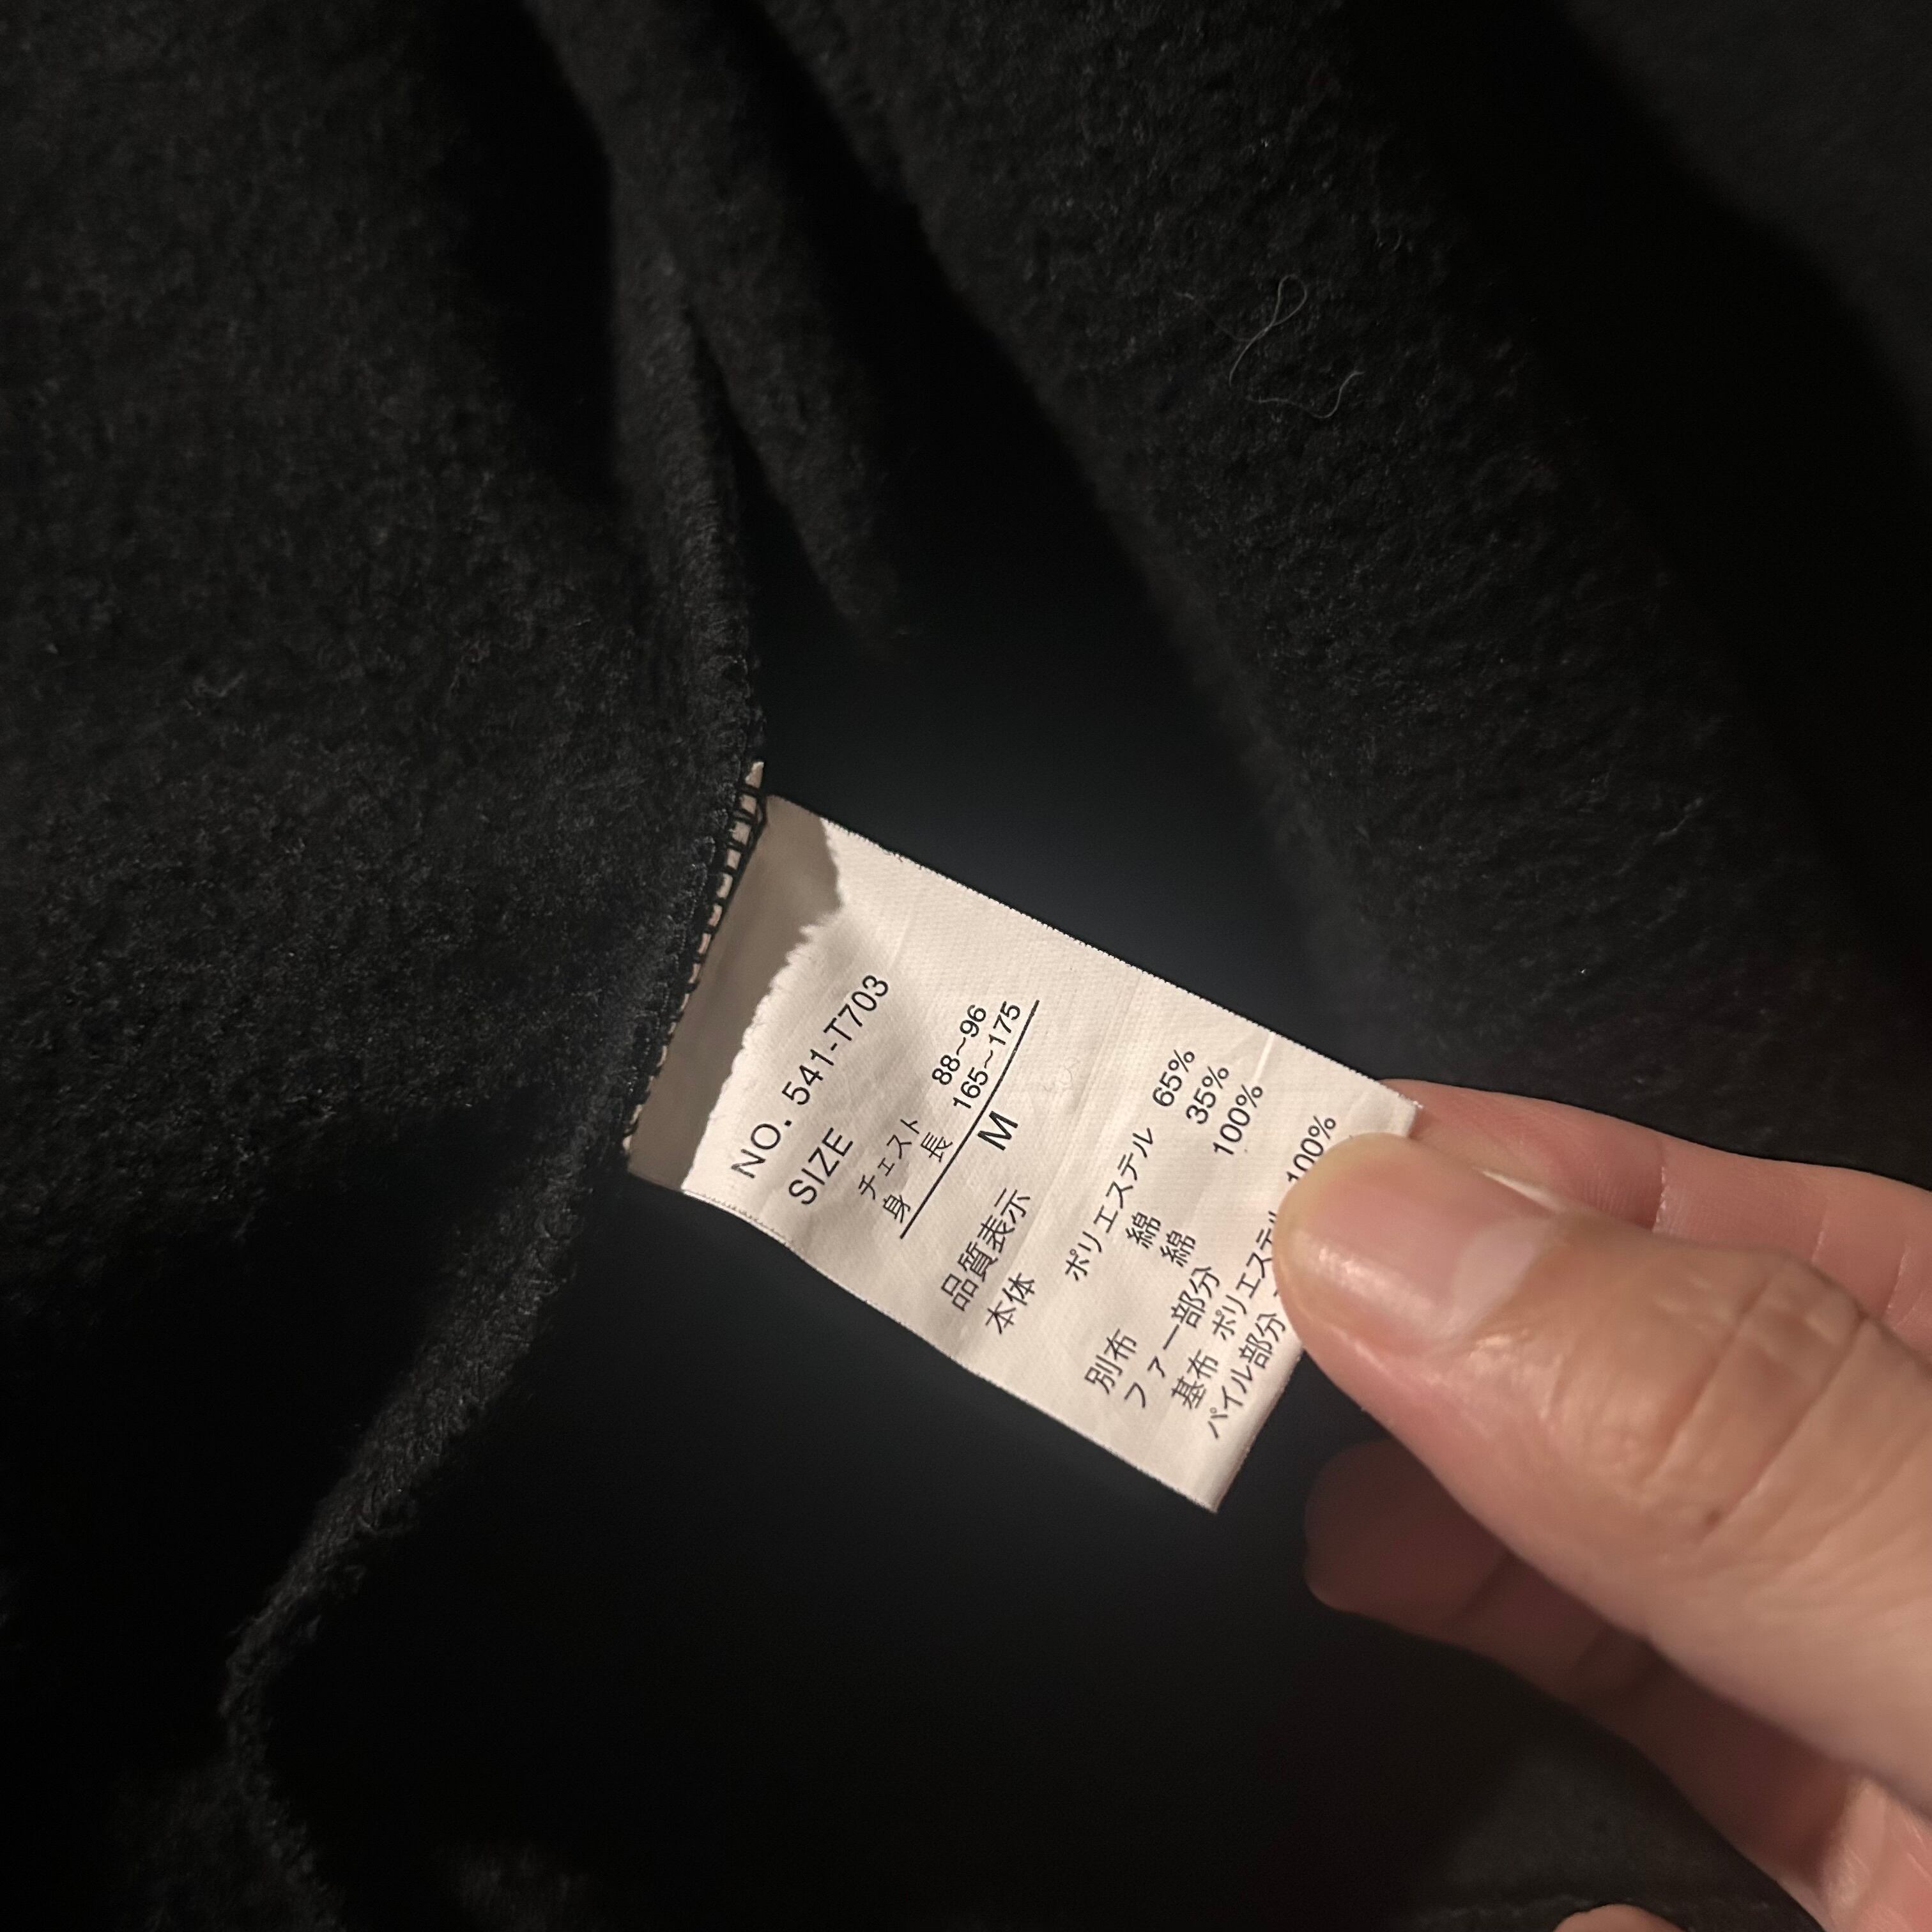 NO. 541-T703
SIZE
チェスト 88~96
身 長 165~175
M
品質表示
本体
ポリエステル 65%
綿 35%
別布 綿 100%
ファー部分
基布 ポリエステル 100%
パイル部分